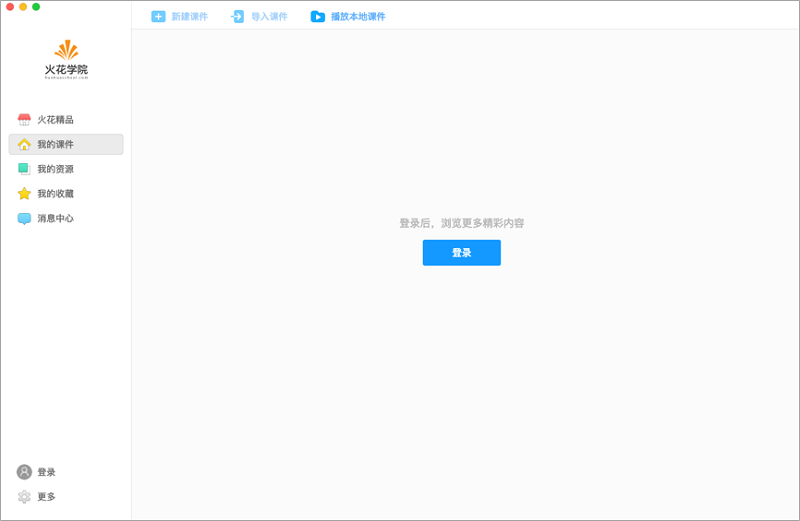 新建课件
导入课件
播放本地课件
火花学院
huohuaschool.com
火花精品
我的课件
我的资源
我的收藏
消息中心
登录后，浏览更多精彩内容
登录
登录
更多